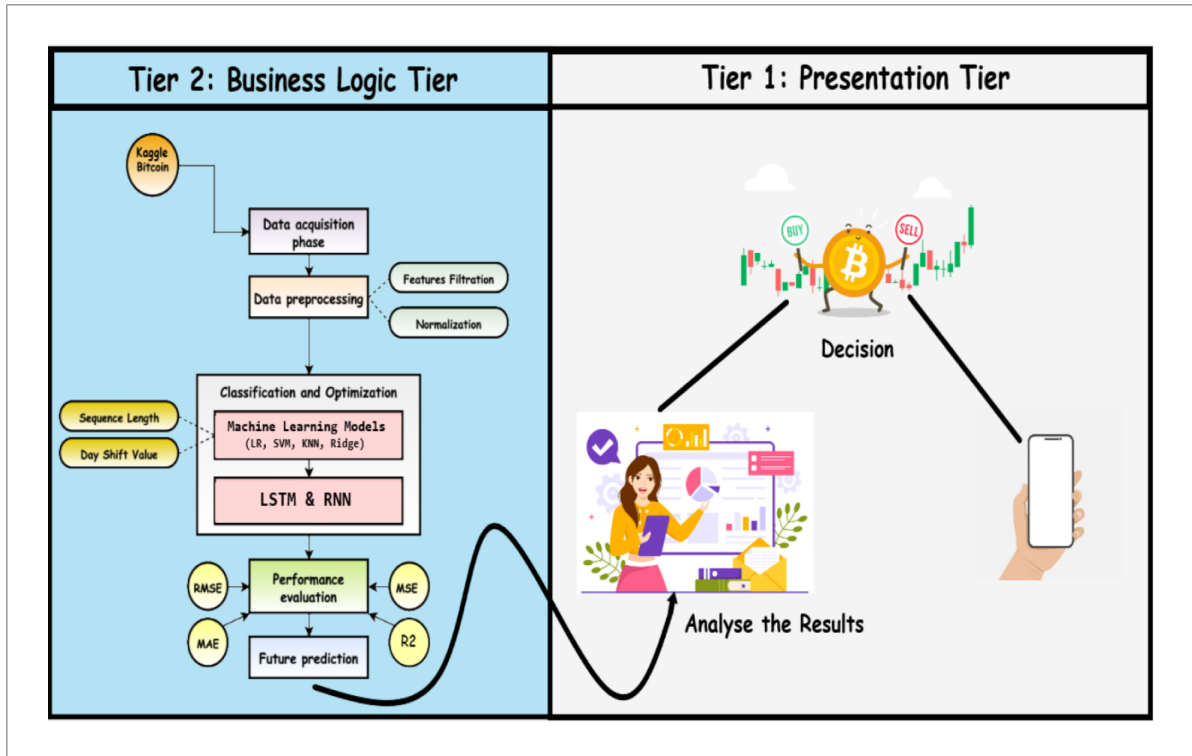 Tier 2: Business Logic Tier
Kaggle
Bitcoin
Data acquisition
phase
Data preprocessing
Features Filtration
Normalization
Classification and Optimization
Sequence Length
Day Shift Value
Machine Learning Models
(LR, SVM, KNN, Ridge)
LSTM & RNN
Performance
evaluation
RMSE
MSE
MAE
R2
Future prediction
Tier 1: Presentation Tier
BUY
SELL
Decision
Analyse the Results